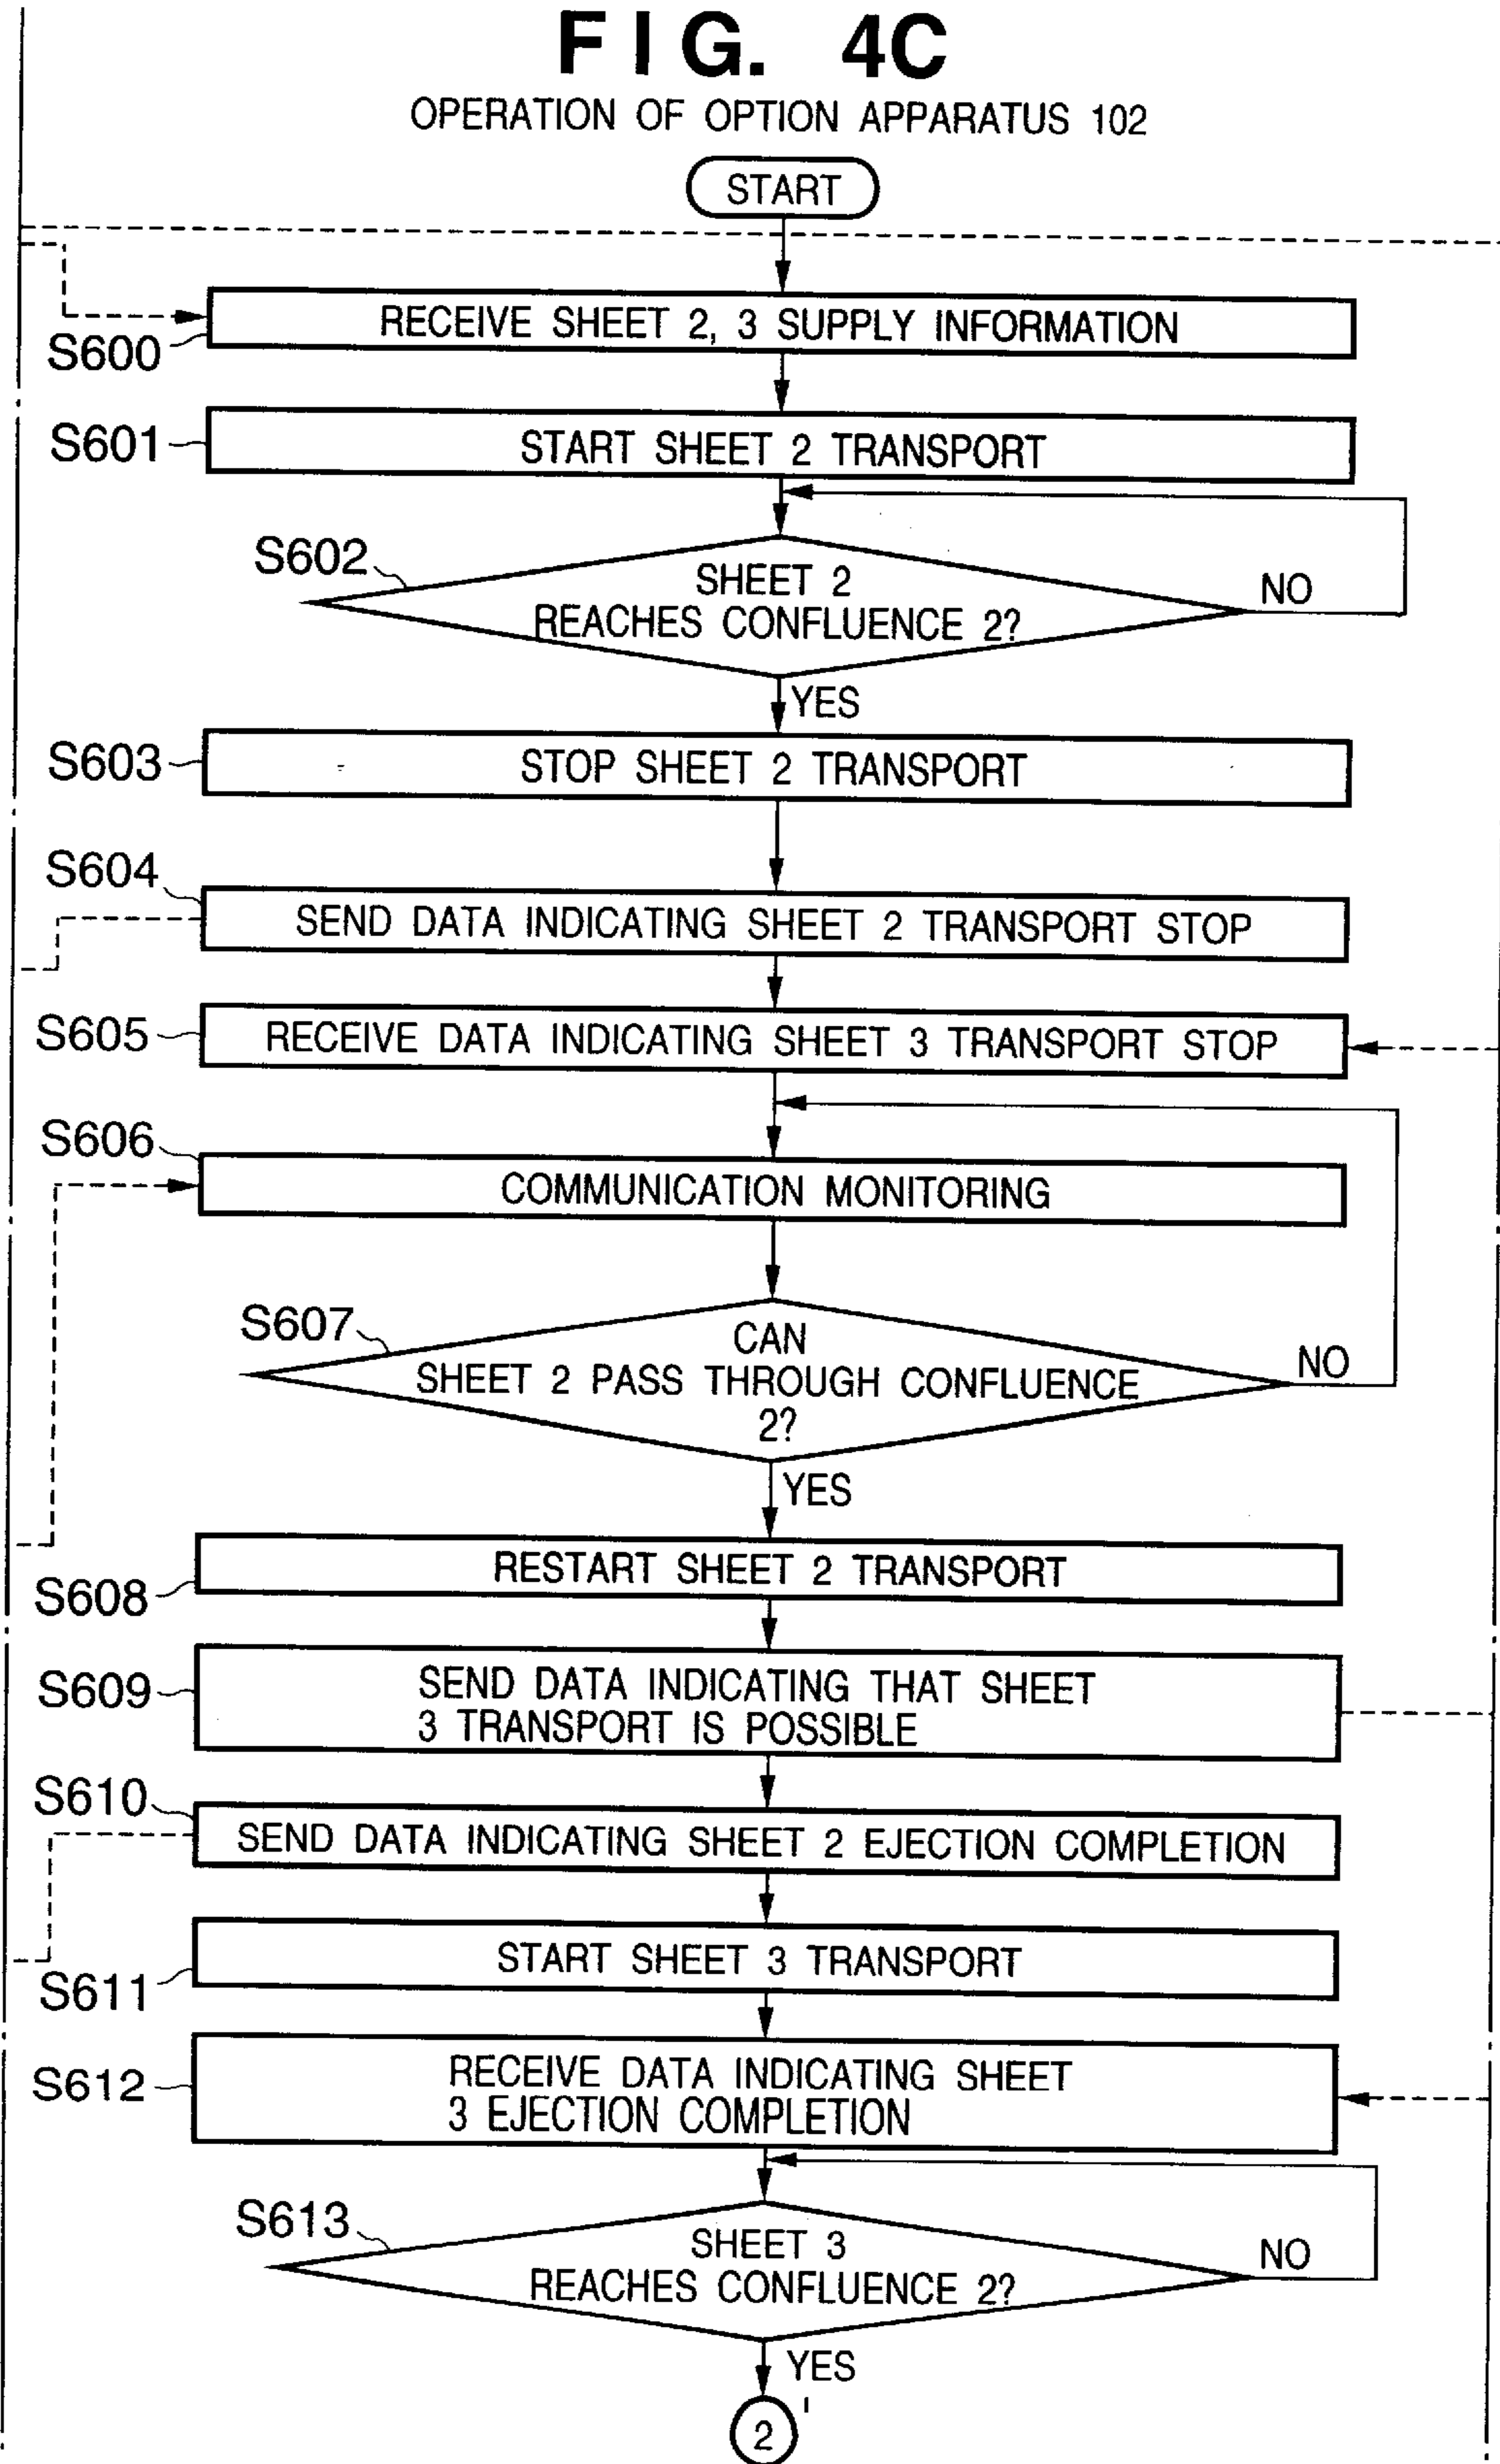 FIG. 4C
OPERATION OF OPTION APPARATUS 102
START
S600
RECEIVE SHEET 2, 3 SUPPLY INFORMATION
S601
START SHEET 2 TRANSPORT
S602
SHEET 2
REACHES CONFLUENCE 2?
NO
YES
S603
STOP SHEET 2 TRANSPORT
S604
SEND DATA INDICATING SHEET 2 TRANSPORT STOP
S605
RECEIVE DATA INDICATING SHEET 3 TRANSPORT STOP
S606
COMMUNICATION MONITORING
S607
CAN
SHEET 2 PASS THROUGH CONFLUENCE
2?
NO
YES
S608
RESTART SHEET 2 TRANSPORT
S609
SEND DATA INDICATING THAT SHEET
3 TRANSPORT IS POSSIBLE
S610
SEND DATA INDICATING SHEET 2 EJECTION COMPLETION
S611
START SHEET 3 TRANSPORT
S612
RECEIVE DATA INDICATING SHEET
3 EJECTION COMPLETION
S613
SHEET 3
REACHES CONFLUENCE 2?
NO
YES
2'